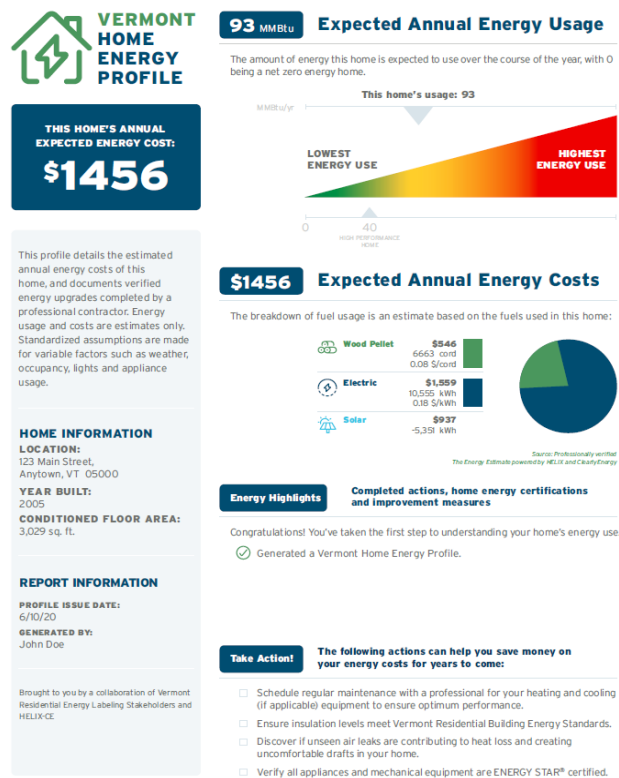 VERMONT
HOME
ENERGY
PROFILE
THIS HOME'S ANNUAL
EXPECTED ENERGY COST:
$1456
This profile details the estimated
annual energy costs of this
home, and documents verified
energy upgrades completed by a
professional contractor. Energy
usage and costs are estimates only.
Standardized assumptions are made
for variable factors such as weather,
occupancy, lights and appliance
usage.
HOME INFORMATION
LOCATION:
123 Main Street,
Anytown, VT 05000
YEAR BUILT:
2005
CONDITIONED FLOOR AREA:
3,029 sq. ft.
REPORT INFORMATION
PROFILE ISSUE DATE:
6/10/20
GENERATED BY:
John Doe
Brought to you by a collaboration of Vermont
Residential Energy Labeling Stakeholders and
HELIX-CE
93 MMBtu Expected Annual Energy Usage
The amount of energy this home is expected to use over the course of the year, with 0
being a net zero energy home.
This home's usage: 93
MMBtu/yr
LOWEST
ENERGY USE
HIGHEST
ENERGY USE
0 40
HIGH PERFORMANCE
HOME
$1456 Expected Annual Energy Costs
The breakdown of fuel usage is an estimate based on the fuels used in this home:
Wood Pellet $546
6663 cord
0.08 $/cord
Electric $1,559
10,555 kWh
0.18 $/kWh
Solar $937
-5,351 kWh
Source: Professionally verified
The Energy Estimate powered by HELIX and ClearlyEnergy
Energy Highlights Completed actions, home energy certifications
and improvement measures
Congratulations! You've taken the first step to understanding your home's energy use
Generated a Vermont Home Energy Profile.
Take Action! The following actions can help you save money on
your energy costs for years to come:
Schedule regular maintenance with a professional for your heating and cooling
(if applicable) equipment to ensure optimum performance.
Ensure insulation levels meet Vermont Residential Building Energy Standards.
Discover if unseen air leaks are contributing to heat loss and creating
uncomfortable drafts in your home.
Verify all appliances and mechanical equipment are ENERGY STAR® certified.